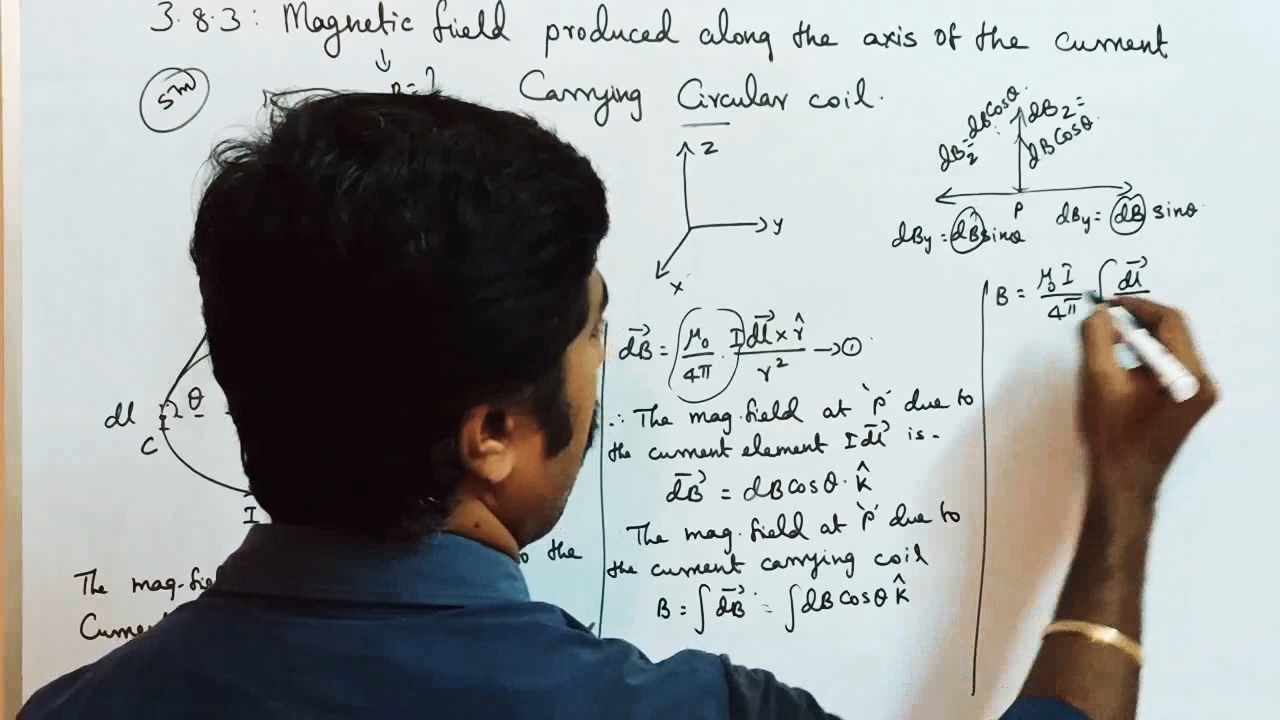 3.8.3: Magnetic field produced along the axis of the current
Carrying Circular coil.
5m
B = ?
dl
θ
C
I
The mag.
Z
y
x
dB⃗ = μ₀/4π · I dl⃗ × r̂/r² → ①
∴ The mag. field at 'P' due to
the current element I dl⃗ is -
dB⃗ = dB cosθ · k̂
The mag. field at 'P' due to
the current carrying coil
B = ∫ dB⃗ = ∫ dB cosθ k̂
to the
dBz = dB cosθ
dBz = dB cosθ
P
dBy = dB sinθ
dBy = dB sinθ
B = μ₀I/4π ∫ dl⃗